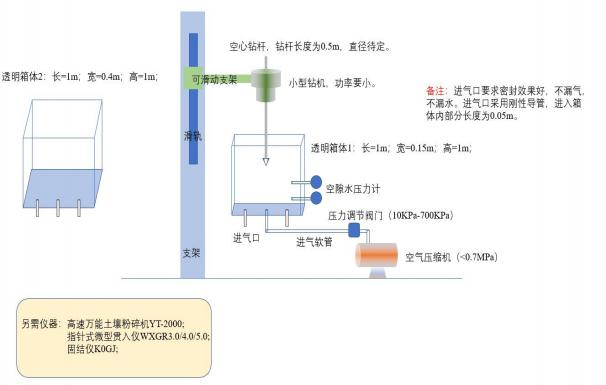 空心钻杆，钻杆长度为0.5m，直径待定。
透明箱体2：长=1m；宽=0.4m；高=1m；
可滑动支架
小型钻机，功率要小。
备注：进气口要求密封效果好，不漏气，
不漏水。进气口采用刚性导管，进入箱
体内部分长度为0.05m。
滑轨
透明箱体1：长=1m；宽=0.15m；高=1m；
空隙水压力计
压力调节阀门（10KPa-700KPa）
进气口
进气软管
支架
空气压缩机（<0.7MPa）
另需仪器：高速万能土壤粉碎机YT-2000;
指针式微型贯入仪WXGR3.0/4.0/5.0;
固结仪K0GJ;